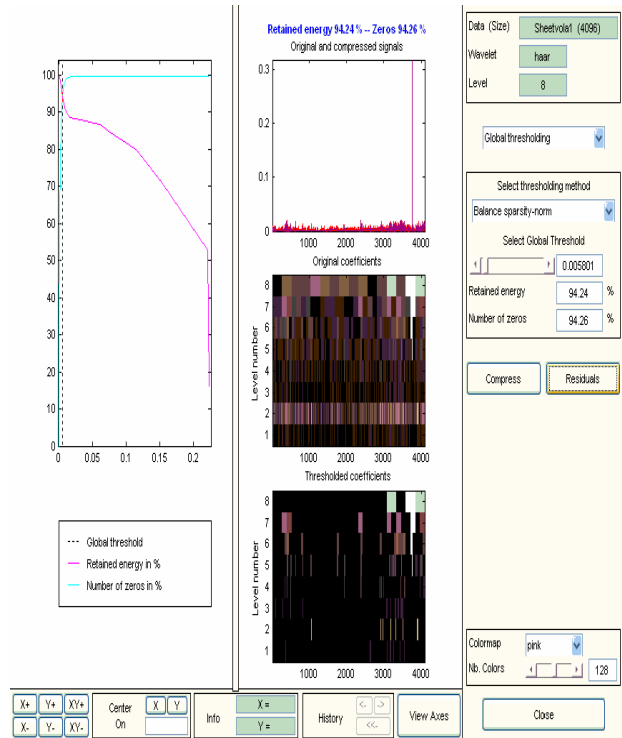 Retained energy 94.24 % -- Zeros 94.26 %
Original and compressed signals
100
90
80
70
60
50
40
30
20
10
0
0 0.05 0.1 0.15 0.2
Global threshold
Retained energy in %
Number of zeros in %
0.3
0.2
0.1
0
1000 2000 3000 4000
Original coefficients
Level number
8
7
6
5
4
3
2
1
1000 2000 3000 4000
Thresholded coefficients
Level number
8
7
6
5
4
3
2
1
1000 2000 3000 4000
Data (Size) Sheetvola1 (4096)
Wavelet haar
Level 8
Global thresholding
Select thresholding method
Balance sparsity-norm
Select Global Threshold
0.005801
Retained energy 94.24 %
Number of zeros 94.26 %
Compress Residuals
Colormap pink
Nb. Colors 128
Close
X+ Y+ XY+
X- Y- XY-
Center On X Y
Info X = Y =
History <- -> <<-
View Axes